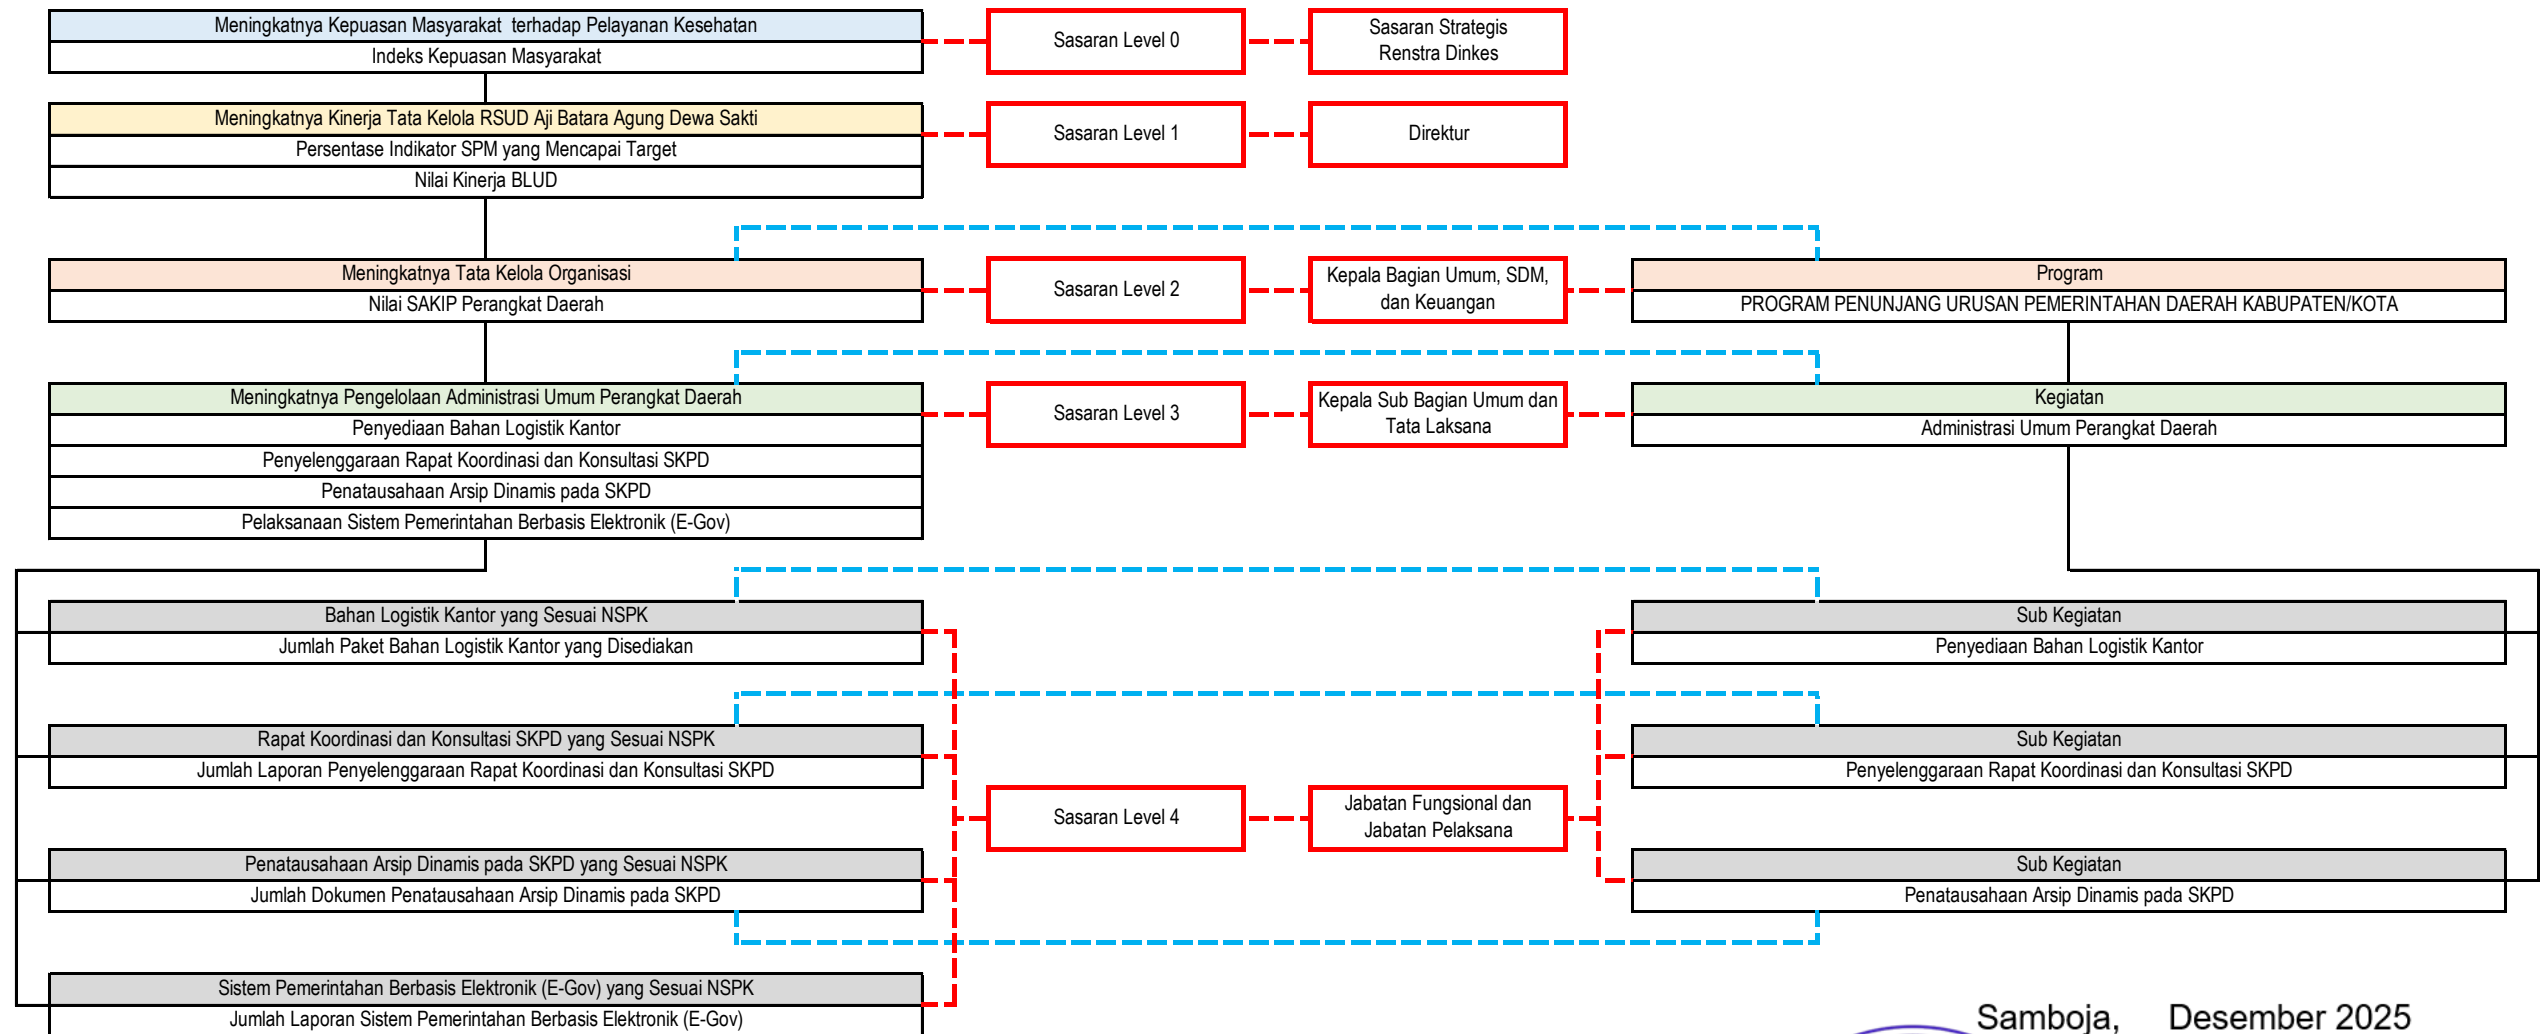 Meningkatnya Kepuasan Masyarakat terhadap Pelayanan Kesehatan
Indeks Kepuasan Masyarakat
Sasaran Level 0
Sasaran Strategis
Renstra Dinkes
Meningkatnya Kinerja Tata Kelola RSUD Aji Batara Agung Dewa Sakti
Persentase Indikator SPM yang Mencapai Target
Nilai Kinerja BLUD
Sasaran Level 1
Direktur
Meningkatnya Tata Kelola Organisasi
Nilai SAKIP Perangkat Daerah
Sasaran Level 2
Kepala Bagian Umum, SDM,
dan Keuangan
Program
PROGRAM PENUNJANG URUSAN PEMERINTAHAN DAERAH KABUPATEN/KOTA
Meningkatnya Pengelolaan Administrasi Umum Perangkat Daerah
Penyediaan Bahan Logistik Kantor
Penyelenggaraan Rapat Koordinasi dan Konsultasi SKPD
Penatausahaan Arsip Dinamis pada SKPD
Pelaksanaan Sistem Pemerintahan Berbasis Elektronik (E-Gov)
Sasaran Level 3
Kepala Sub Bagian Umum dan
Tata Laksana
Kegiatan
Administrasi Umum Perangkat Daerah
Bahan Logistik Kantor yang Sesuai NSPK
Jumlah Paket Bahan Logistik Kantor yang Disediakan
Sub Kegiatan
Penyediaan Bahan Logistik Kantor
Rapat Koordinasi dan Konsultasi SKPD yang Sesuai NSPK
Jumlah Laporan Penyelenggaraan Rapat Koordinasi dan Konsultasi SKPD
Sub Kegiatan
Penyelenggaraan Rapat Koordinasi dan Konsultasi SKPD
Sasaran Level 4
Jabatan Fungsional dan
Jabatan Pelaksana
Penatausahaan Arsip Dinamis pada SKPD yang Sesuai NSPK
Jumlah Dokumen Penatausahaan Arsip Dinamis pada SKPD
Sub Kegiatan
Penatausahaan Arsip Dinamis pada SKPD
Sistem Pemerintahan Berbasis Elektronik (E-Gov) yang Sesuai NSPK
Jumlah Laporan Sistem Pemerintahan Berbasis Elektronik (E-Gov)
Samboja, Desember 2025